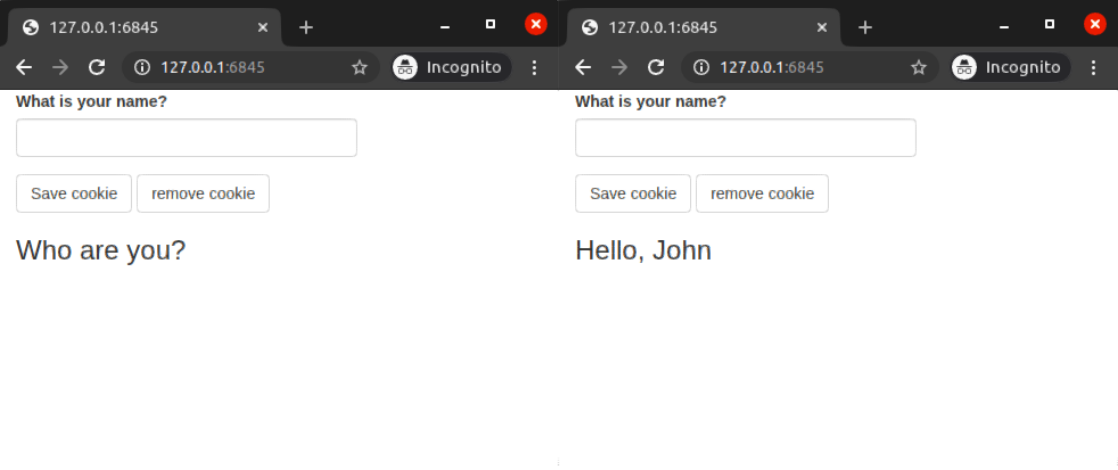 127.0.0.1:6845
127.0.0.1:6845
Incognito
What is your name?
Save cookie
remove cookie
Who are you?
127.0.0.1:6845
127.0.0.1:6845
Incognito
What is your name?
Save cookie
remove cookie
Hello, John